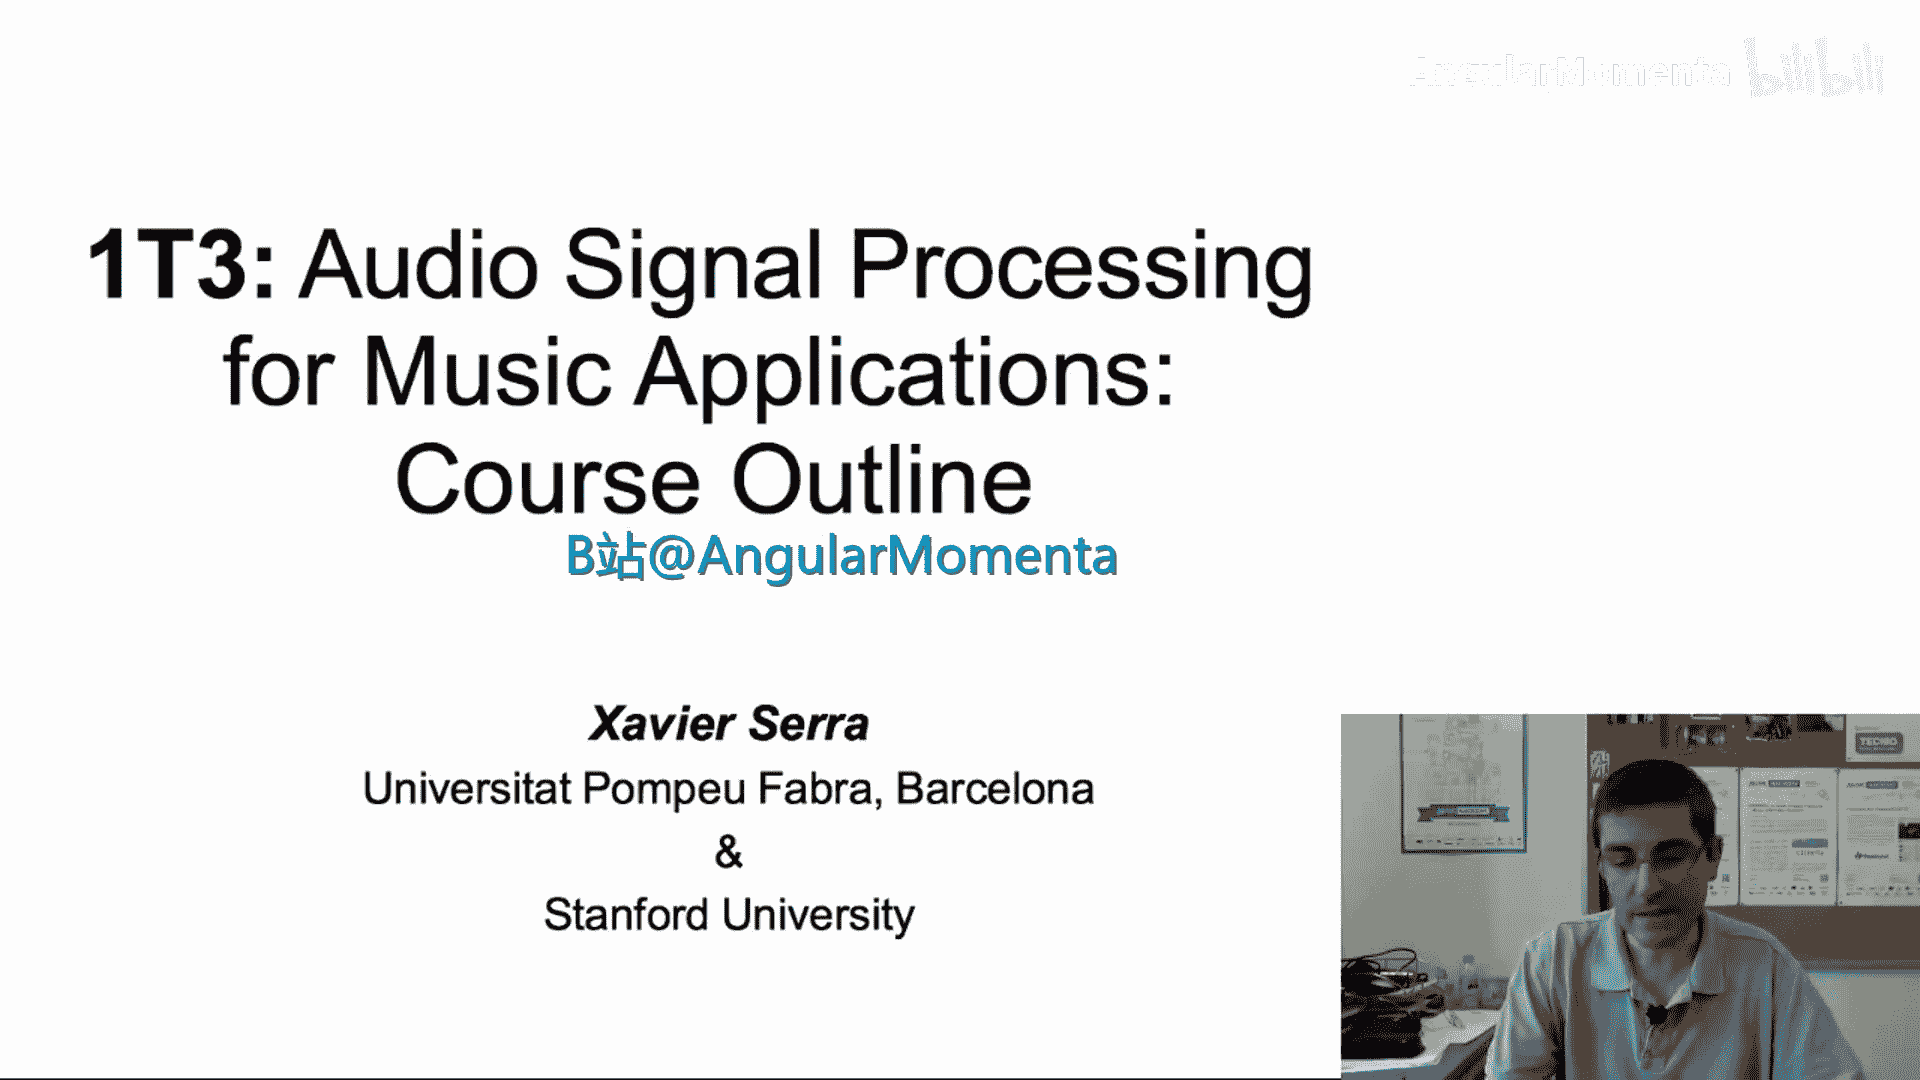 AngularMomenta bilibili
1T3: Audio Signal Processing
for Music Applications:
Course Outline
B站@AngularMomenta
Xavier Serra
Universitat Pompeu Fabra, Barcelona
&
Stanford University